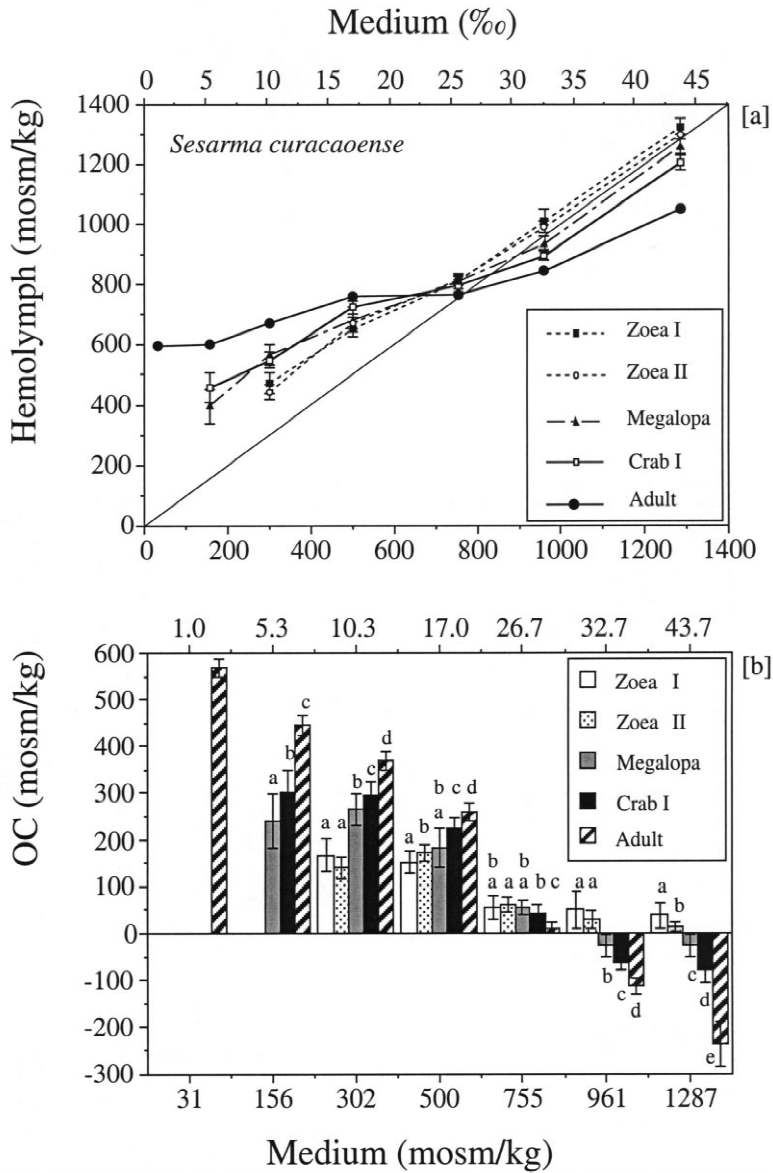 Medium (‰)
0 5 10 15 20 25 30 35 40 45
[a]
Sesarma curacaoense
Hemolymph (mosm/kg)
1400
1200
1000
800
600
400
200
0
Zoea I
Zoea II
Megalopa
Crab I
Adult
0 200 400 600 800 1000 1200 1400
1.0 5.3 10.3 17.0 26.7 32.7 43.7
[b]
OC (mosm/kg)
600
500
400
300
200
100
0
-100
-200
-300
Zoea I
Zoea II
Megalopa
Crab I
Adult
a b c
a a b c d
a b b a c d
b a a b a b c
a a b c d
a b c d e
31 156 302 500 755 961 1287
Medium (mosm/kg)